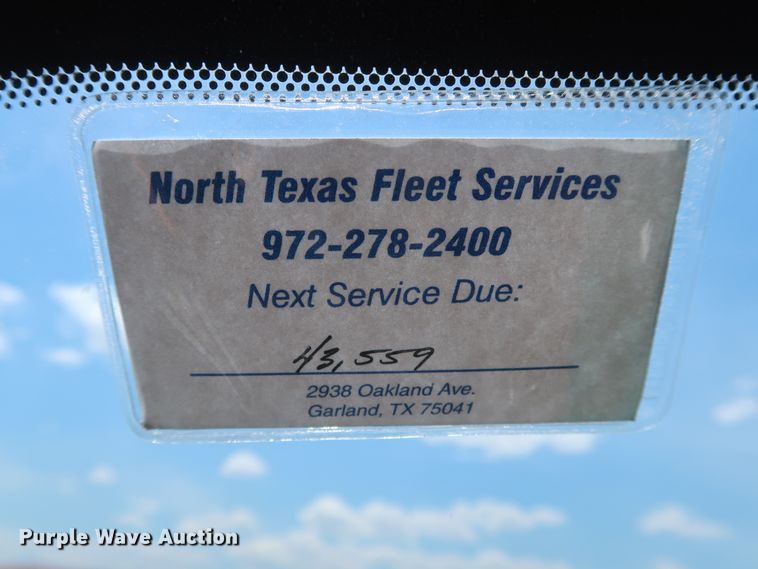 North Texas Fleet Services
972-278-2400
Next Service Due:
43,559
2938 Oakland Ave.
Garland, TX 75041
Purple Wave Auction